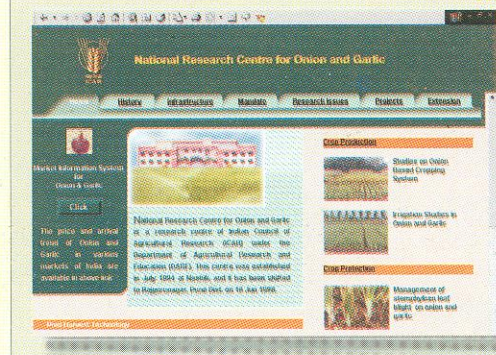 National Research Centre for Onion and Garlic
Home History Infrastructure Mandate Research Issues Projects Extension
Market Information System
for
Onion & Garlic
Click
The price and arrival
trend of Onion and
Garlic in various
markets of India are
available in above link
National Research Centre for Onion and Garlic
is a research centre of Indian Council of
Agricultural Research (ICAR) under the
Department of Agricultural Research and
Education (DARE). This centre was established
in July 1994 at Nashik, and it has been shifted
to Rajgurunagar, Pune Dist. on 16 Jun 1998.
Crop Production
Studies on Onion
Based Cropping
System
Irrigation Studies in
Onion and Garlic
Crop Protection
Management of
stemphylium leaf
blight on onion and
garlic
Post Harvest Technology